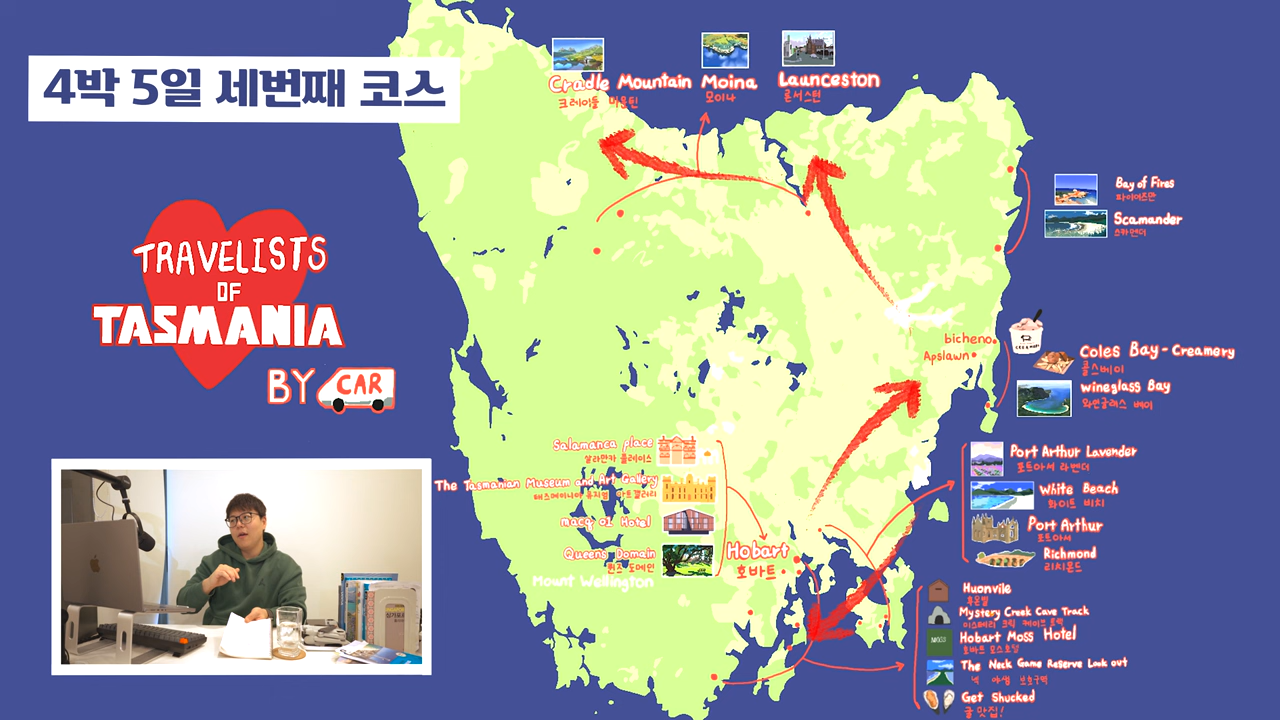 4박 5일 세번째 코스
TRAVELISTS
OF
TASMANIA
BY CAR
Cradle Mountain
크레이들 마운틴
Moina
모이나
Launceston
론서스턴
Bay of Fires
파이어즈만
Scamander
스카만더
bicheno
Apslawn
Coles Bay - Creamery
콜스베이
wineglass Bay
와인글래스 베이
Salamanca place
살라만카 플레이스
The Tasmanian Museum and Art Gallery
태즈메이니아 뮤지엄 아트갤러리
macq 01 Hotel
Queens Domain
퀸즈 도메인
Mount Wellington
Hobart
호바트
Port Arthur Lavender
포트아서 라벤더
White Beach
와이트 비치
Port Arthur
포트아서
Richmond
리치몬드
Huonvile
후온빌
Mystery Creek Cave Track
미스테리 크릭 케이브 트랙
MOSS
Hobart Moss Hotel
호바트 모스호텔
The Neck Game Reserve Look out
넥 야생 보호구역
Get Shucked
굴 맛집!